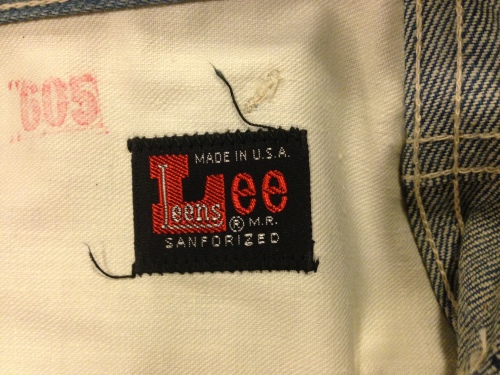 605
MADE IN U.S.A.
Lee
Leens
® M.R.
SANFORIZED